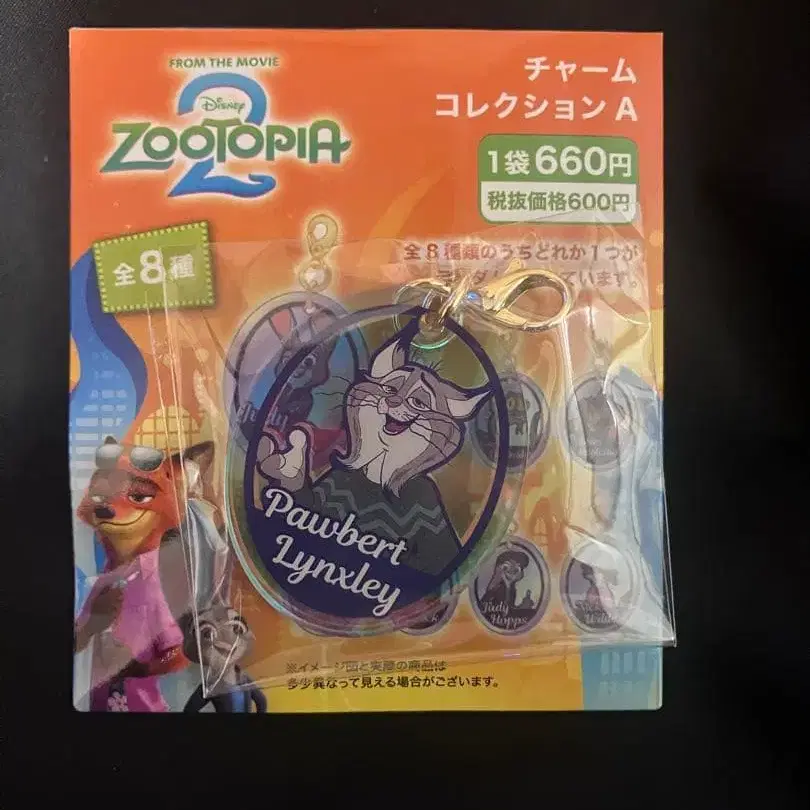 FROM THE MOVIE
Disney
ZOOTOPIA
2
チャーム
コレクション A
1袋 660円
税抜価格600円
全8種
全8種類のうちどれか1つが
います。
Judy
Pawbert
Lynxley
Judy
Hopps
※イメージ図と実際の商品は
多少異なって見える場合がございます。